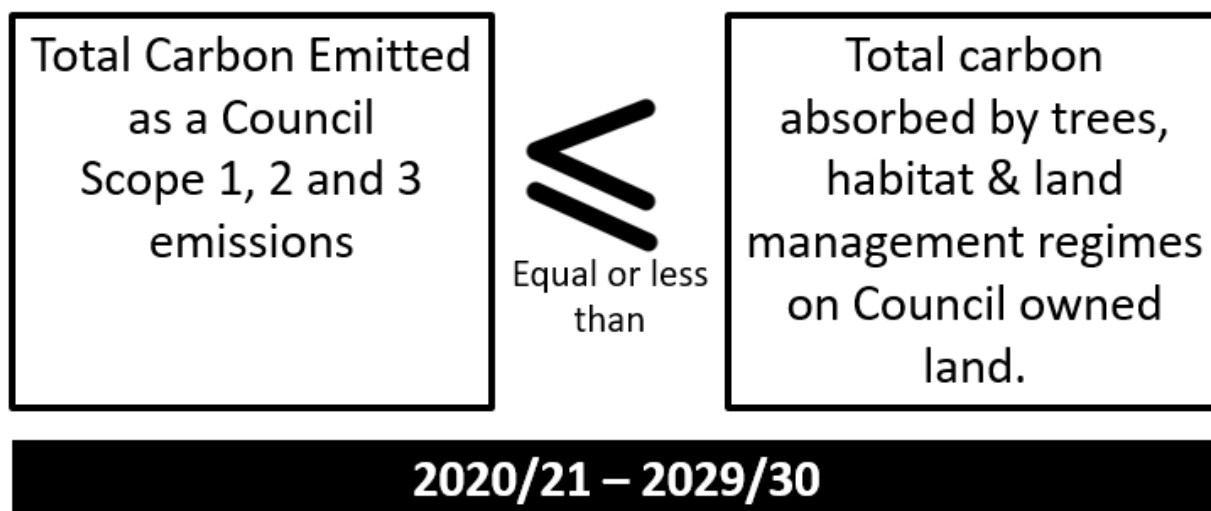 Total Carbon Emitted
as a Council
Scope 1, 2 and 3
emissions
≤
Equal or less
than
Total carbon
absorbed by trees,
habitat & land
management regimes
on Council owned
land.
2020/21 – 2029/30